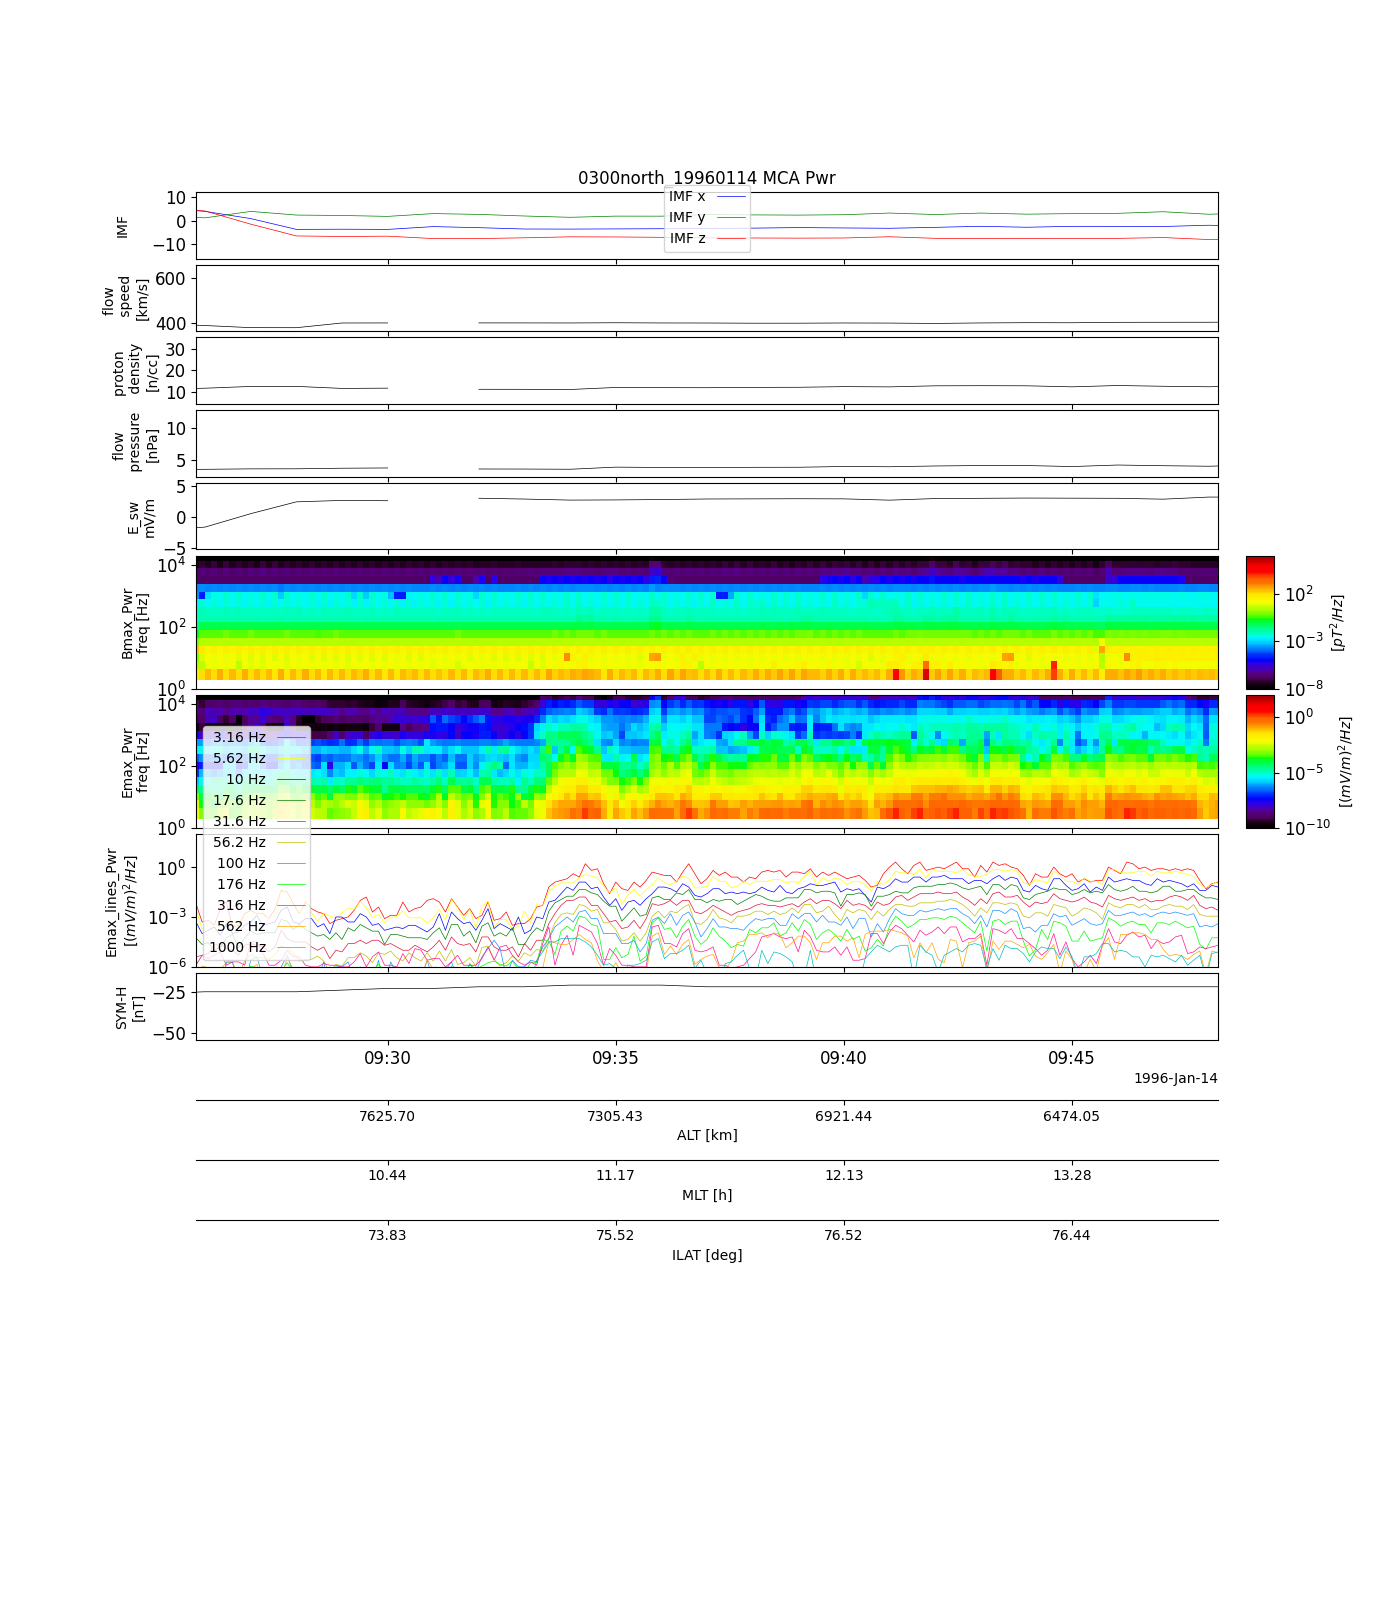 0300north_19960114 MCA Pwr
IMF
10
0
−10
IMF x
IMF y
IMF z
flow
speed
[km/s]
600
400
proton
density
[n/cc]
30
20
10
flow
pressure
[nPa]
10
5
E_sw
mV/m
5
0
−5
Bmax_Pwr
freq [Hz]
10^4
10^2
10^0
10^2
10^−3
10^−8
[pT^2/Hz]
Emax_Pwr
freq [Hz]
10^4
10^2
10^0
10^0
10^−5
10^−10
[(mV/m)^2/Hz]
3.16 Hz
5.62 Hz
10 Hz
17.6 Hz
31.6 Hz
56.2 Hz
100 Hz
176 Hz
316 Hz
562 Hz
1000 Hz
Emax_lines_Pwr
[(mV/m)^2/Hz]
10^0
10^−3
10^−6
SYM-H
[nT]
−25
−50
09:30 09:35 09:40 09:45
1996-Jan-14
7625.70 7305.43 6921.44 6474.05
ALT [km]
10.44 11.17 12.13 13.28
MLT [h]
73.83 75.52 76.52 76.44
ILAT [deg]